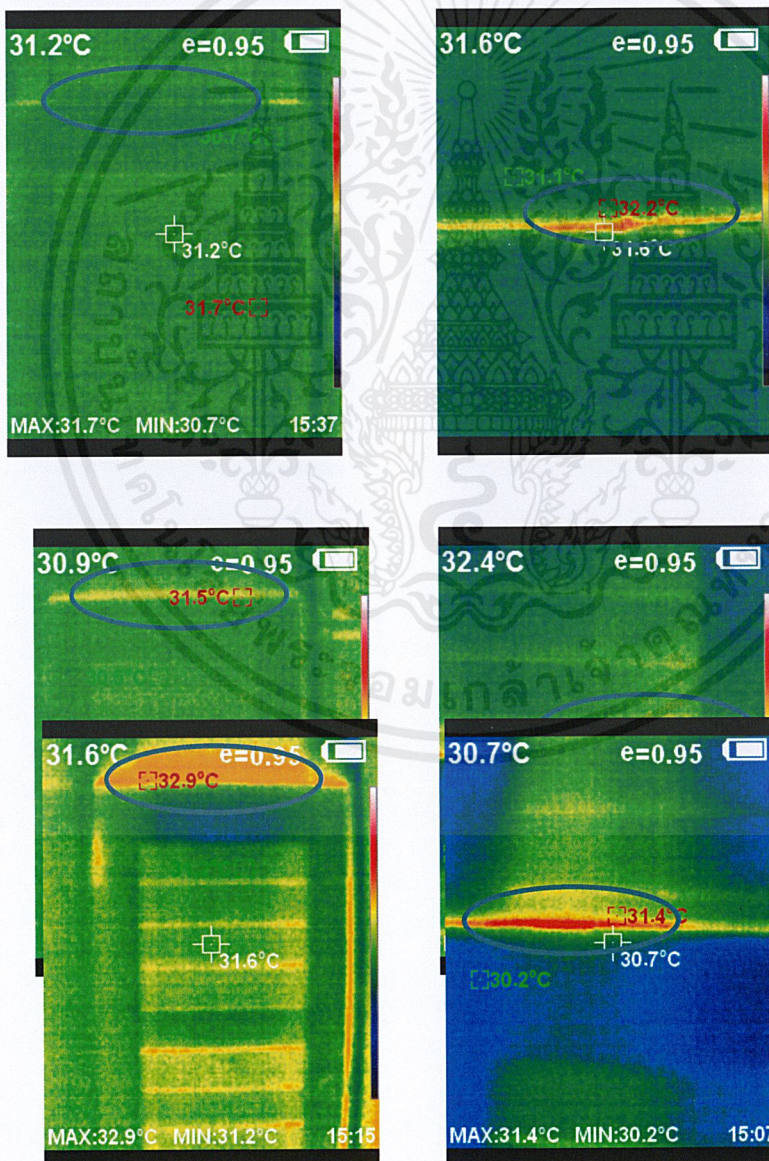 31.2°C e=0.95
30.7°C
31.2°C
31.7°C
MAX:31.7°C MIN:30.7°C 15:37
31.6°C e=0.95
31.1°C
32.2°C
31.6°C
30.9°C e=0.95
31.5°C
32.4°C e=0.95
31.6°C e=0.95
32.9°C
31.6°C
MAX:32.9°C MIN:31.2°C 15:15
30.7°C e=0.95
31.4°C
30.7°C
30.2°C
MAX:31.4°C MIN:30.2°C 15:07